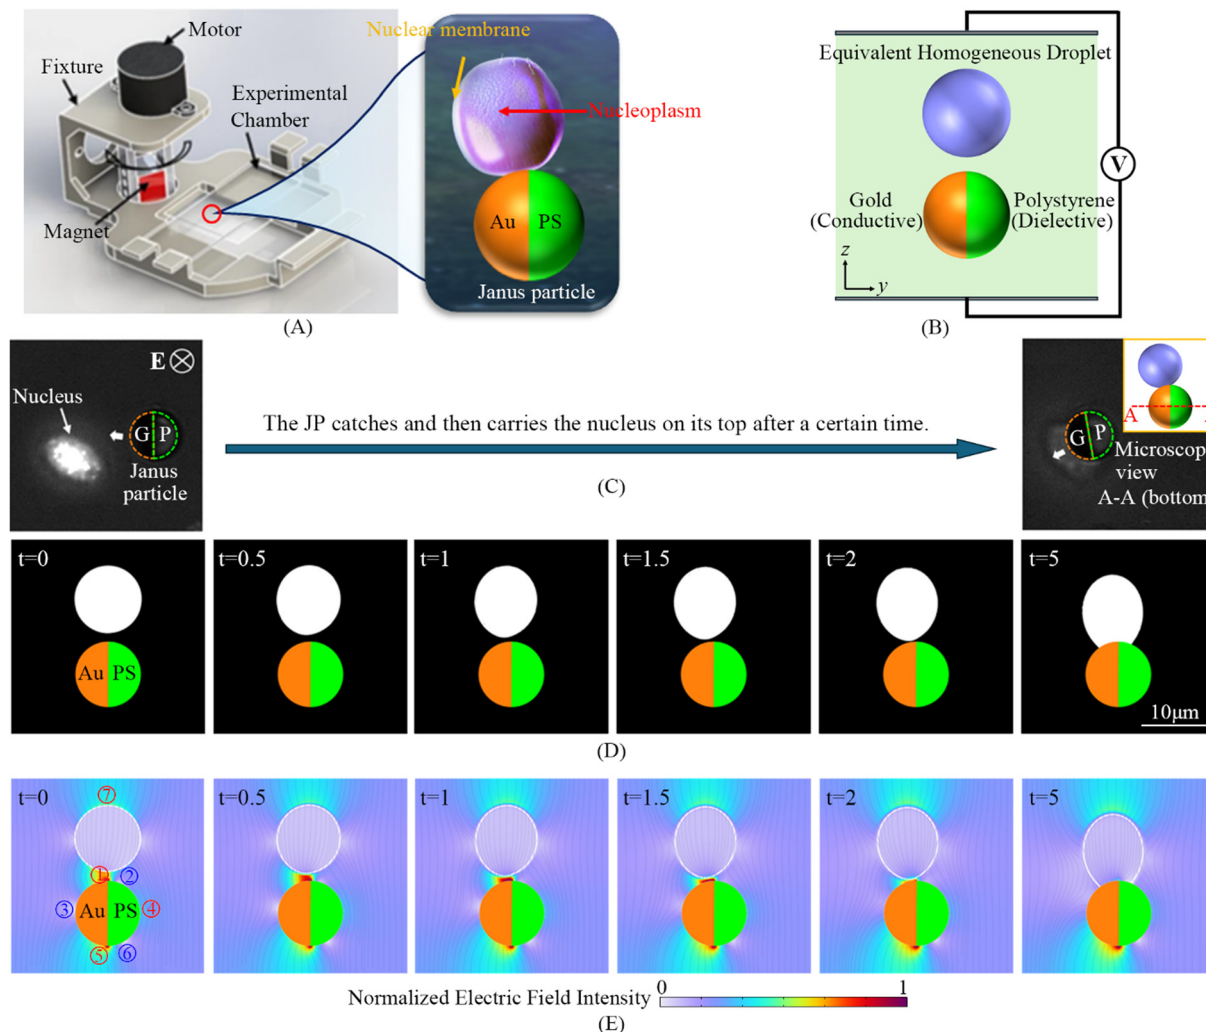 Motor
Fixture
Experimental
Chamber
Magnet
Nuclear membrane
Nucleoplasm
Au PS
Janus particle
(A)
Equivalent Homogeneous Droplet
V
Gold
(Conductive)
Polystyrene
(Dielective)
z
y
(B)
E
Nucleus
G P
Janus
particle
The JP catches and then carries the nucleus on its top after a certain time.
(C)
A
G P
Microscop
view
A-A (bottom
t=0 t=0.5 t=1 t=1.5 t=2 t=5
Au PS
10μm
(D)
t=0 t=0.5 t=1 t=1.5 t=2 t=5
⑦
① ②
③ Au PS ④
⑤ ⑥
Normalized Electric Field Intensity 0 1
(E)